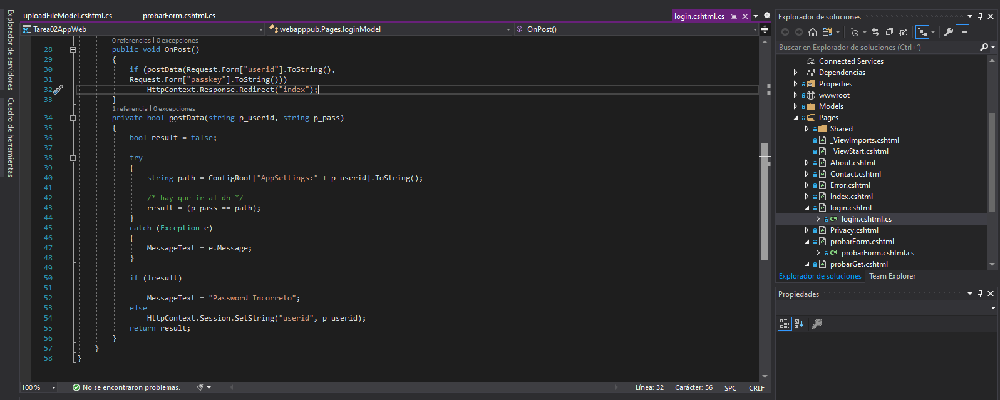 Explorador de servidores
Cuadro de herramientas
uploadFileModel.cshtml.cs
probarForm.cshtml.cs
login.cshtml.cs
Tarea02AppWeb
webapppub.Pages.loginModel
OnPost()
0 referencias | 0 excepciones
28 public void OnPost()
29 {
30 if (postData(Request.Form["userid"].ToString(),
31 Request.Form["passkey"].ToString()))
32 HttpContext.Response.Redirect("index");
33 }
1 referencia | 0 excepciones
34 private bool postData(string p_userid, string p_pass)
35 {
36 bool result = false;
37
38 try
39 {
40 string path = ConfigRoot["AppSettings:" + p_userid].ToString();
41
42 /* hay que ir al db */
43 result = (p_pass == path);
44 }
45 catch (Exception e)
46 {
47 MessageText = e.Message;
48 }
49
50 if (!result)
51
52 MessageText = "Password Incorreto";
53 else
54 HttpContext.Session.SetString("userid", p_userid);
55 return result;
56 }
57 }
58 }
100 %
No se encontraron problemas.
Línea: 32
Carácter: 56
SPC
CRLF
Explorador de soluciones
Buscar en Explorador de soluciones (Ctrl+´)
Connected Services
Dependencias
Properties
wwwroot
Models
Pages
Shared
_ViewImports.cshtml
_ViewStart.cshtml
About.cshtml
Contact.cshtml
Error.cshtml
Index.cshtml
login.cshtml
C# login.cshtml.cs
Privacy.cshtml
probarForm.cshtml
C# probarForm.cshtml.cs
probarGet.cshtml
Explorador de soluciones
Team Explorer
Propiedades